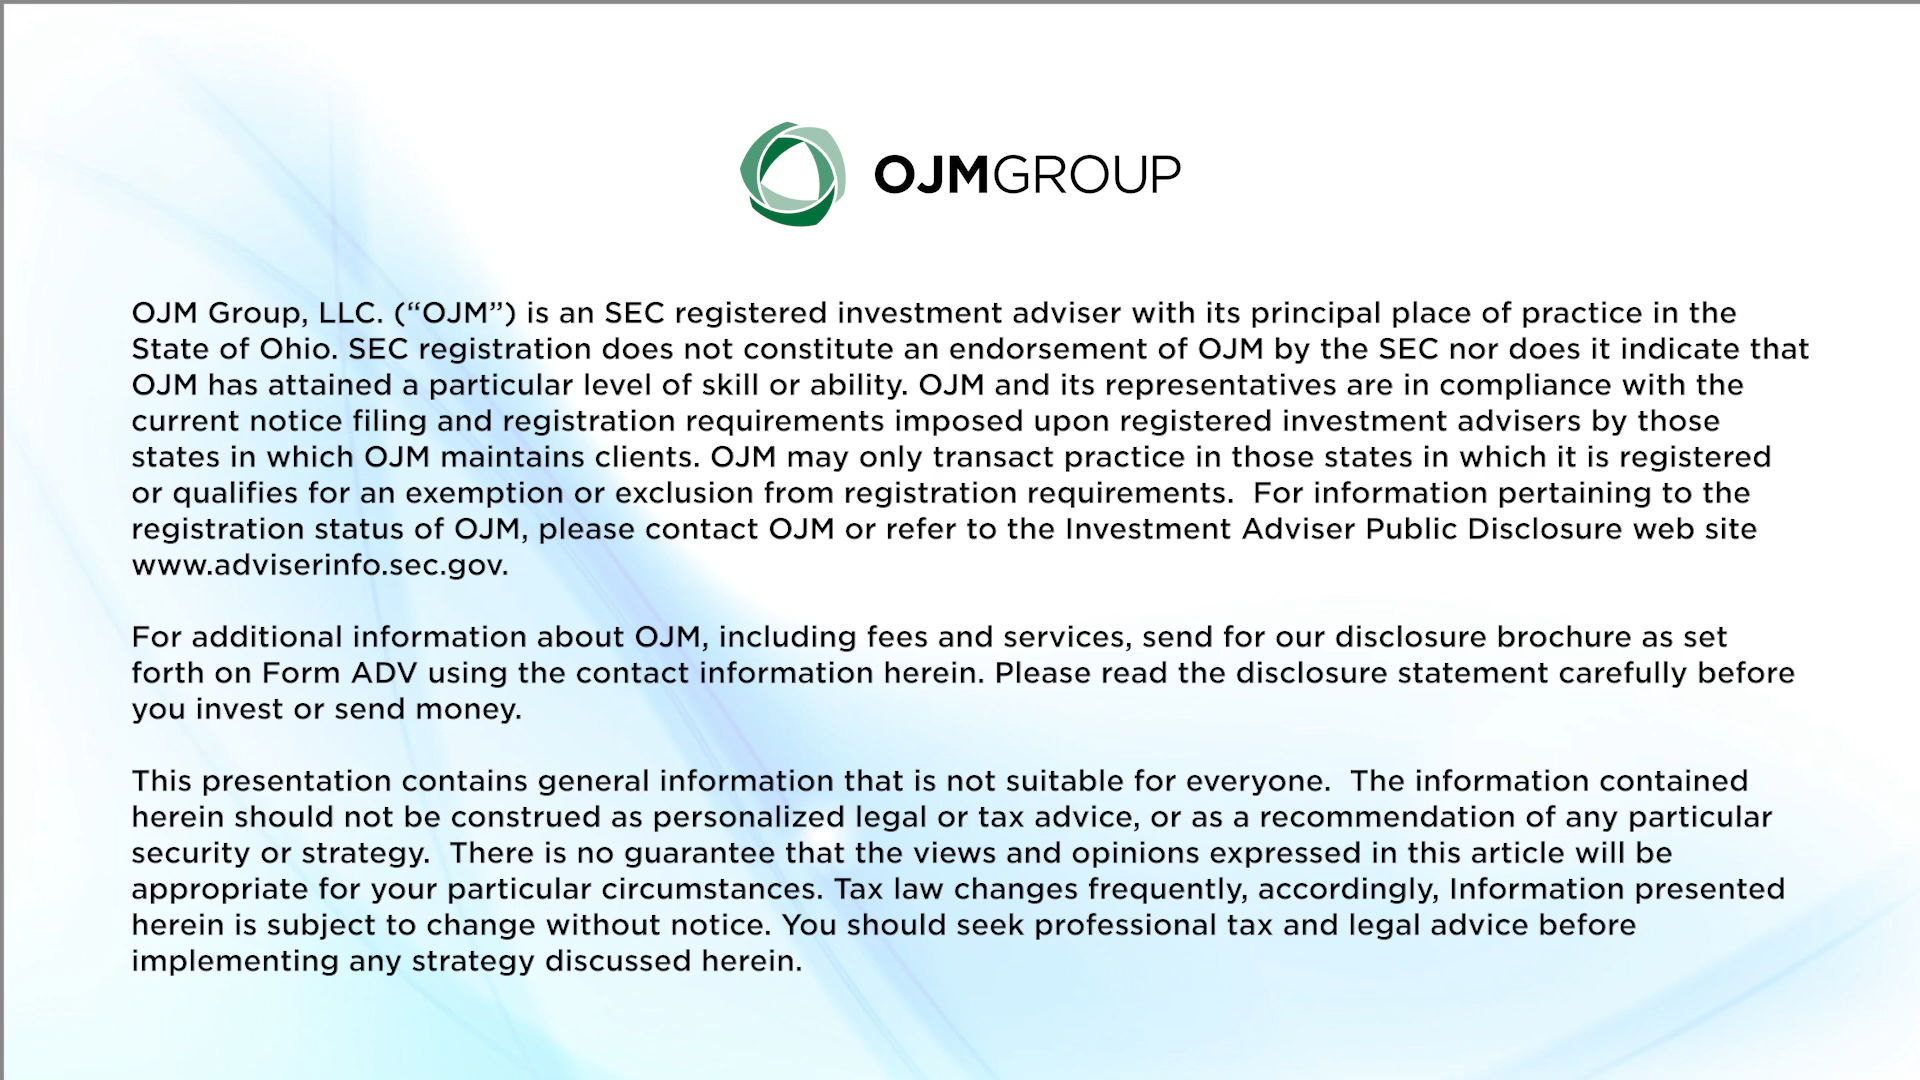 OJMGROUP
OJM Group, LLC. (“OJM”) is an SEC registered investment adviser with its principal place of practice in the
State of Ohio. SEC registration does not constitute an endorsement of OJM by the SEC nor does it indicate that
OJM has attained a particular level of skill or ability. OJM and its representatives are in compliance with the
current notice filing and registration requirements imposed upon registered investment advisers by those
states in which OJM maintains clients. OJM may only transact practice in those states in which it is registered
or qualifies for an exemption or exclusion from registration requirements.  For information pertaining to the
registration status of OJM, please contact OJM or refer to the Investment Adviser Public Disclosure web site
www.adviserinfo.sec.gov.
For additional information about OJM, including fees and services, send for our disclosure brochure as set
forth on Form ADV using the contact information herein. Please read the disclosure statement carefully before
you invest or send money.
This presentation contains general information that is not suitable for everyone.  The information contained
herein should not be construed as personalized legal or tax advice, or as a recommendation of any particular
security or strategy.  There is no guarantee that the views and opinions expressed in this article will be
appropriate for your particular circumstances. Tax law changes frequently, accordingly, Information presented
herein is subject to change without notice. You should seek professional tax and legal advice before
implementing any strategy discussed herein.